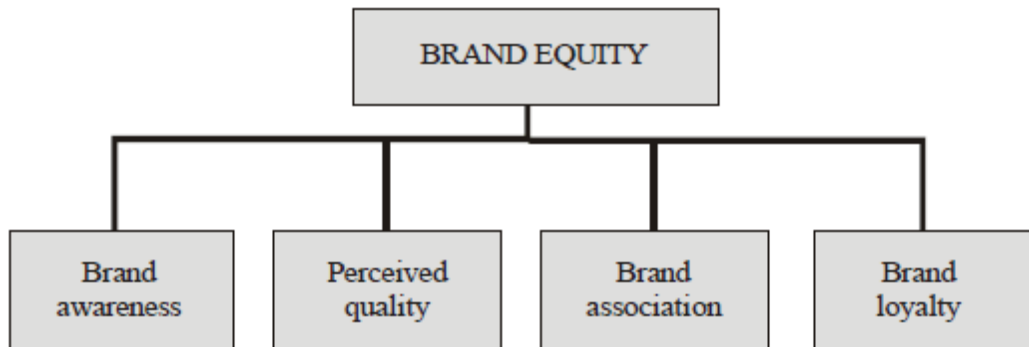 BRAND EQUITY
Brand
awareness
Perceived
quality
Brand
association
Brand
loyalty